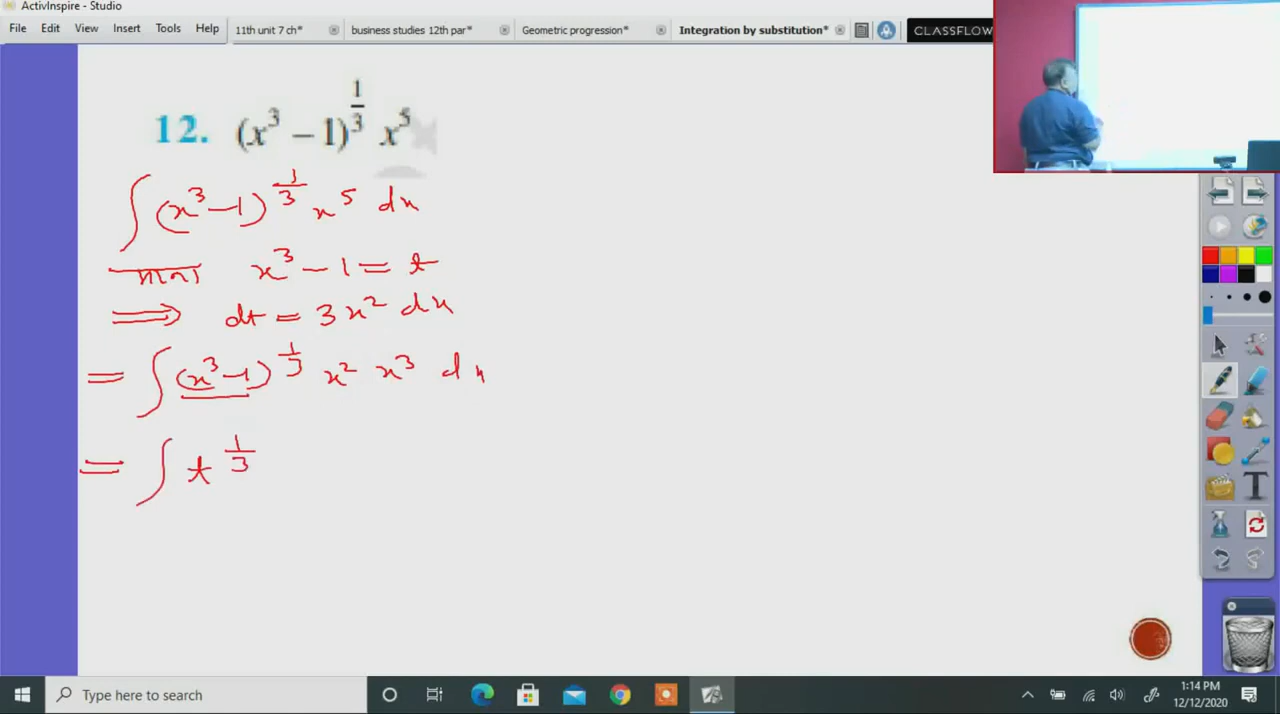 ActivInspire - Studio
File Edit View Insert Tools Help
11th unit 7 ch* business studies 12th par* Geometric progression* Integration by substitution* CLASSFLOW
12. (x³ − 1)^(1/3) x⁵
∫ (x³ − 1)^(1/3) x⁵ dx
x³ − 1 = t
⟹ dt = 3x² dx
= ∫ (x³ − 1)^(1/3) x² x³ dx
= ∫ t^(1/3)
T
Type here to search
1:14 PM
12/12/2020